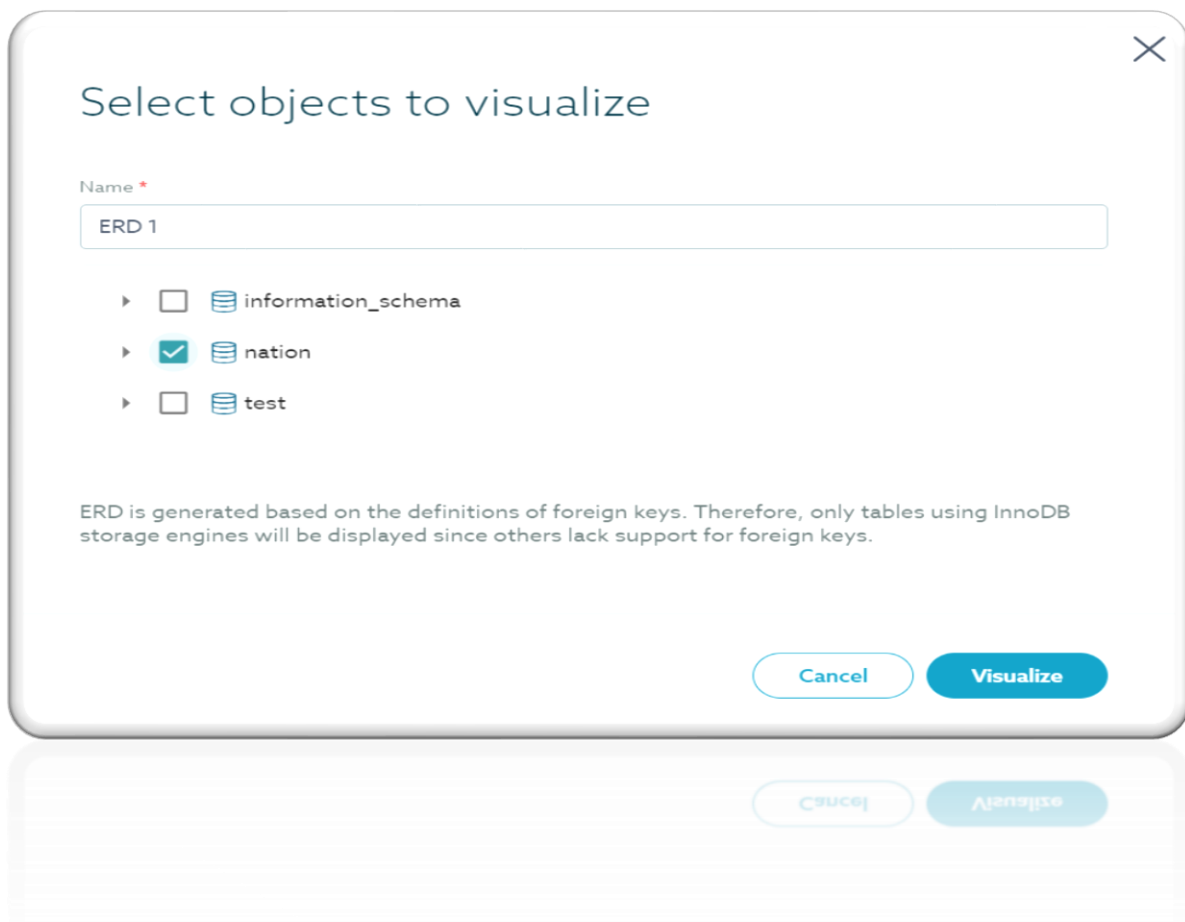 Select objects to visualize
Name *
ERD 1
information_schema
nation
test
ERD is generated based on the definitions of foreign keys. Therefore, only tables using InnoDB
storage engines will be displayed since others lack support for foreign keys.
Cancel Visualize
Cancel Visualize